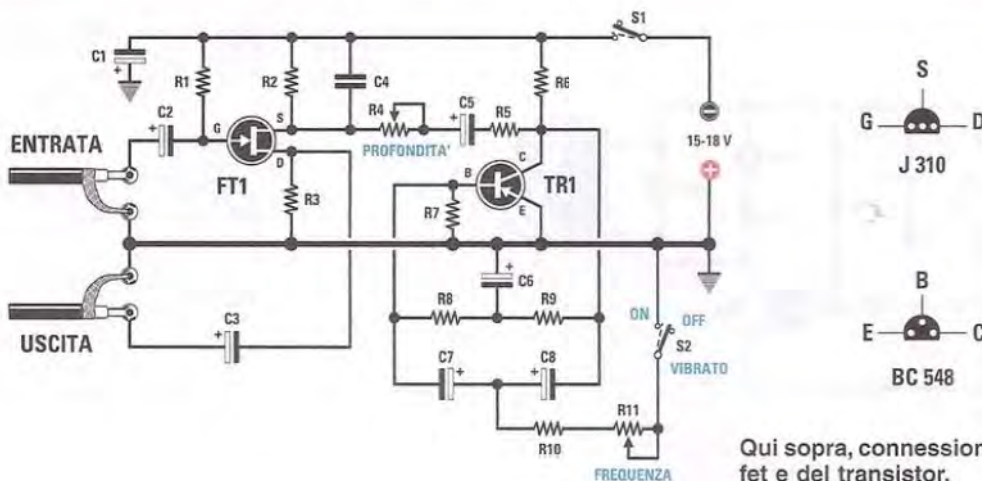 S1
C1
R1
R2
C4
R6
C2
R4
C5
R5
S
G
S
G
D
ENTRATA
PROFONDITA'
15-18 V
D
C
J 310
FT1
B
TR1
R3
R7
E
C6
B
ON
OFF
R8
R9
S2
USCITA
C3
VIBRATO
E
C
C7
C8
BC 548
R10
R11
FREQUENZA
Qui sopra, connession
fet e del transistor.